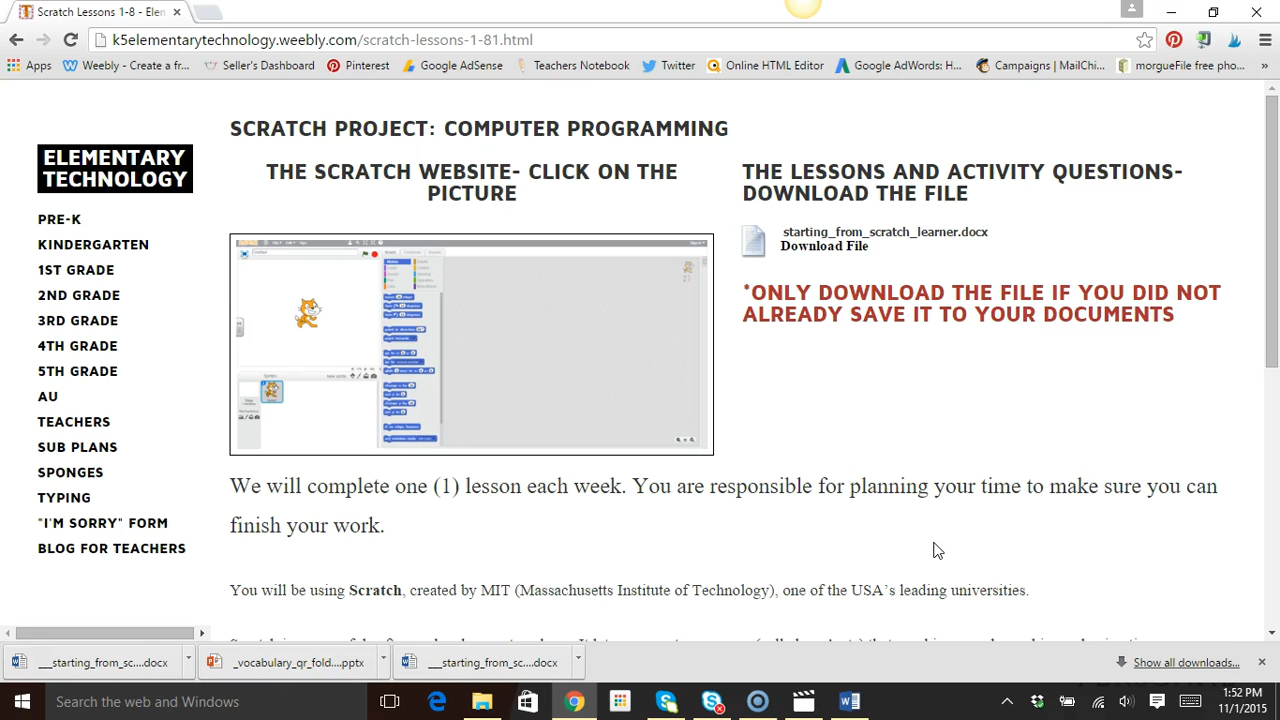 Scratch Lessons 1-8 - Elen
k5elementarytechnology.weebly.com/scratch-lessons-1-81.html
Apps Weebly - Create a fr... Seller's Dashboard Pinterest Google AdSense Teachers Notebook Twitter Online HTML Editor Google AdWords: H... Campaigns | MailChi... morgueFile free pho... »
SCRATCH PROJECT: COMPUTER PROGRAMMING
ELEMENTARY
TECHNOLOGY
PRE-K
KINDERGARTEN
1ST GRADE
2ND GRADE
3RD GRADE
4TH GRADE
5TH GRADE
AU
TEACHERS
SUB PLANS
SPONGES
TYPING
"I'M SORRY" FORM
BLOG FOR TEACHERS
THE SCRATCH WEBSITE- CLICK ON THE
PICTURE
THE LESSONS AND ACTIVITY QUESTIONS-
DOWNLOAD THE FILE
starting_from_scratch_learner.docx
Download File
*ONLY DOWNLOAD THE FILE IF YOU DID NOT
ALREADY SAVE IT TO YOUR DOCUMENTS
We will complete one (1) lesson each week. You are responsible for planning your time to make sure you can
finish your work.
You will be using Scratch, created by MIT (Massachusetts Institute of Technology), one of the USA's leading universities.
__starting_from_sc....docx
_vocabulary_qr_fold....pptx
__starting_from_sc....docx
Show all downloads...
Search the web and Windows
1:52 PM
11/1/2015